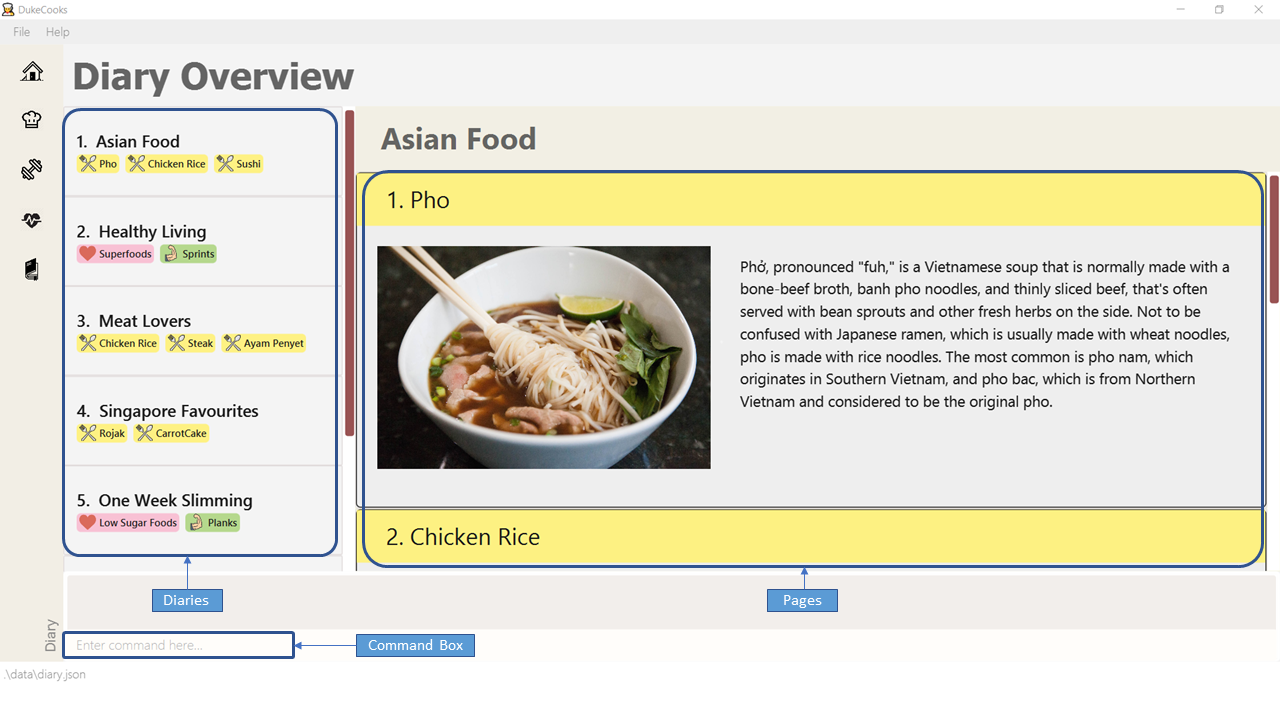 DukeCooks
File Help
Diary Overview
1. Asian Food
Pho Chicken Rice Sushi
2. Healthy Living
Superfoods Sprints
3. Meat Lovers
Chicken Rice Steak Ayam Penyet
4. Singapore Favourites
Rojak CarrotCake
5. One Week Slimming
Low Sugar Foods Planks
Asian Food
1. Pho
Phở, pronounced "fuh," is a Vietnamese soup that is normally made with a
bone-beef broth, banh pho noodles, and thinly sliced beef, that's often
served with bean sprouts and other fresh herbs on the side. Not to be
confused with Japanese ramen, which is usually made with wheat noodles,
pho is made with rice noodles. The most common is pho nam, which
originates in Southern Vietnam, and pho bac, which is from Northern
Vietnam and considered to be the original pho.
2. Chicken Rice
Diaries
Pages
Diary
Enter command here...
Command Box
.\data\diary.json